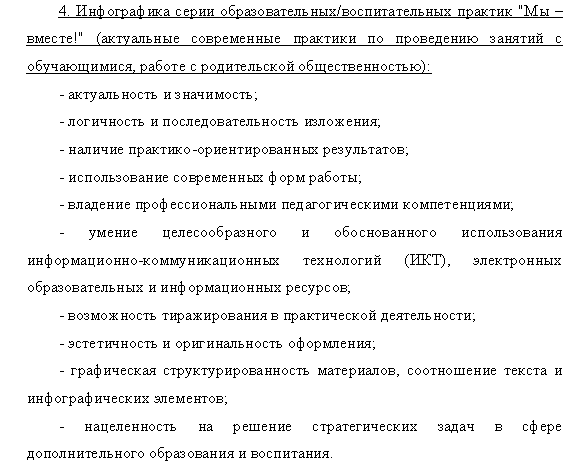 4. Инфографика серии образовательных/воспитательных практик "Мы –
вместе!" (актуальные современные практики по проведению занятий с
обучающимися, работе с родительской общественностью):
- актуальность и значимость;
- логичность и последовательность изложения;
- наличие практико-ориентированных результатов;
- использование современных форм работы;
- владение профессиональными педагогическими компетенциями;
- умение целесообразного и обоснованного использования
информационно-коммуникационных технологий (ИКТ), электронных
образовательных и информационных ресурсов;
- возможность тиражирования в практической деятельности;
- эстетичность и оригинальность оформления;
- графическая структурированность материалов, соотношение текста и
инфографических элементов;
- нацеленность на решение стратегических задач в сфере
дополнительного образования и воспитания.